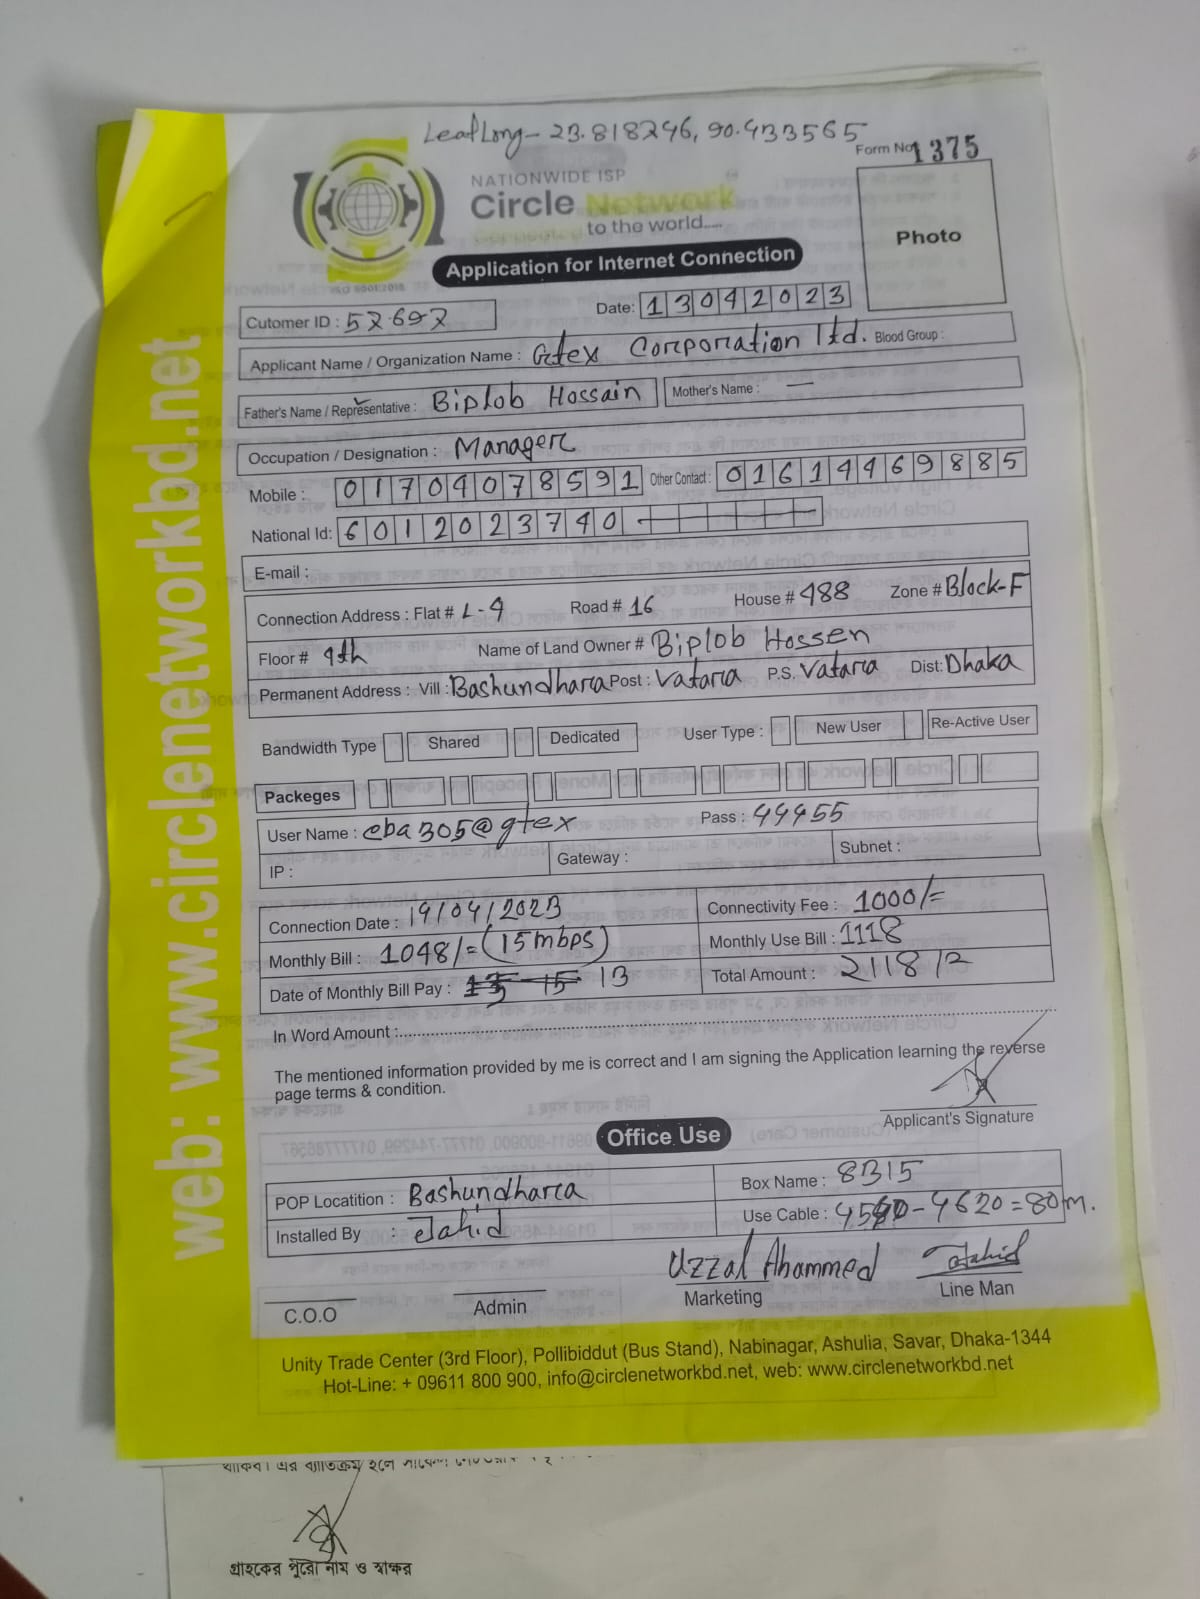 Leatlong- 23.818246, 90.433565
Form No 1375
NATIONWIDE ISP
Circle Network
to the world.....
Photo
Application for Internet Connection
ISO 9001:2015
Cutomer ID : 52692
Date: 13042023
Applicant Name / Organization Name : Gtex Corporation ltd. Blood Group :
Father's Name / Representative : Biplob Hossain Mother's Name : —
Occupation / Designation : Manager
Mobile : 01704078591 Other Contact : 01614469885
National Id: 6012023740
E-mail :
Connection Address : Flat # L-4 Road # 16 House # 488 Zone # Block-F
Floor # 4th Name of Land Owner # Biplob Hossen
Permanent Address : Vill : Bashundhara Post : Vatara P.S. Vatara Dist: Dhaka
Bandwidth Type Shared Dedicated User Type : New User Re-Active User
Packeges
User Name : eba305@gtex Pass : 44455
IP : Gateway : Subnet :
Connection Date : 19/04/2023 Connectivity Fee : 1000/=
Monthly Bill : 1048/= (15mbps) Monthly Use Bill : 1118
Date of Monthly Bill Pay : 13 Total Amount : 2118/=
In Word Amount :
The mentioned information provided by me is correct and I am signing the Application learning the reverse
page terms & condition.
Applicant's Signature
Office Use
POP Locatition : Bashundhara Box Name : 8B15
Installed By : Jahid Use Cable : 4540-4620=80m.
Uzzal Ahammed Jahid
C.O.O Admin Marketing Line Man
Unity Trade Center (3rd Floor), Pollibiddut (Bus Stand), Nabinagar, Ashulia, Savar, Dhaka-1344
Hot-Line: + 09611 800 900, info@circlenetworkbd.net, web: www.circlenetworkbd.net
web: www.circlenetworkbd.net
গ্রাহকের পুরো নাম ও স্বাক্ষর